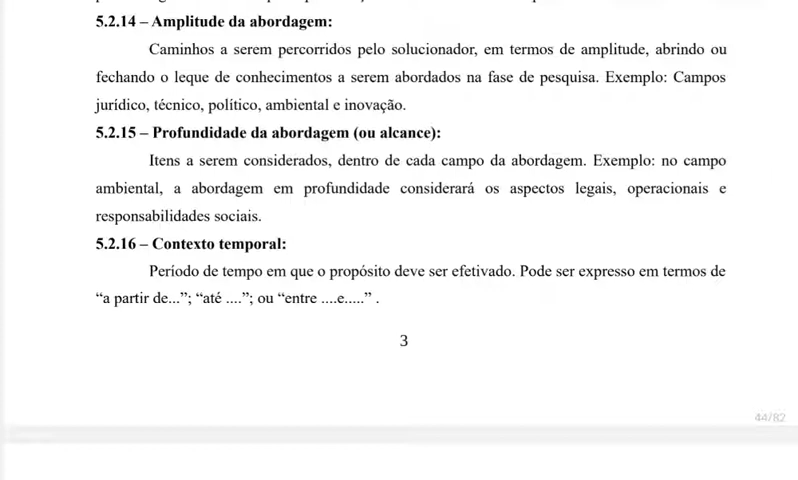 5.2.14 – Amplitude da abordagem:
Caminhos a serem percorridos pelo solucionador, em termos de amplitude, abrindo ou
fechando o leque de conhecimentos a serem abordados na fase de pesquisa. Exemplo: Campos
jurídico, técnico, político, ambiental e inovação.
5.2.15 – Profundidade da abordagem (ou alcance):
Itens a serem considerados, dentro de cada campo da abordagem. Exemplo: no campo
ambiental, a abordagem em profundidade considerará os aspectos legais, operacionais e
responsabilidades sociais.
5.2.16 – Contexto temporal:
Período de tempo em que o propósito deve ser efetivado. Pode ser expresso em termos de
“a partir de...”; “até ....”; ou “entre ....e.....” .
3
44/82